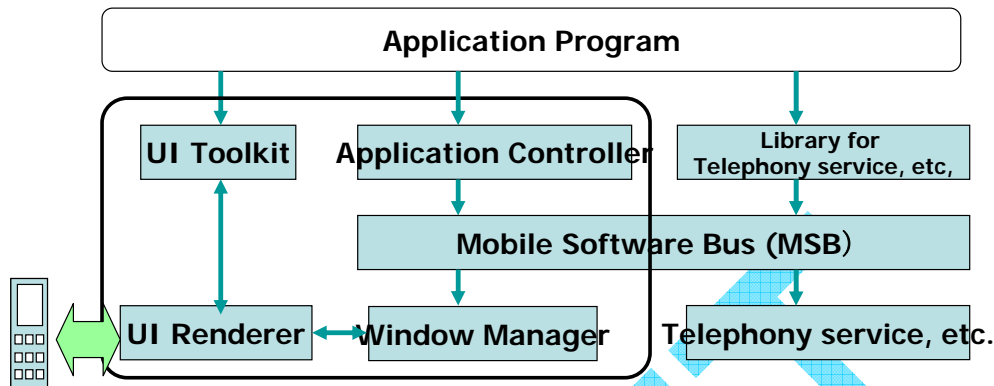 Application Program
UI Toolkit
Application Controller
Library for
Telephony service, etc,
Mobile Software Bus (MSB)
UI Renderer
Window Manager
Telephony service, etc.